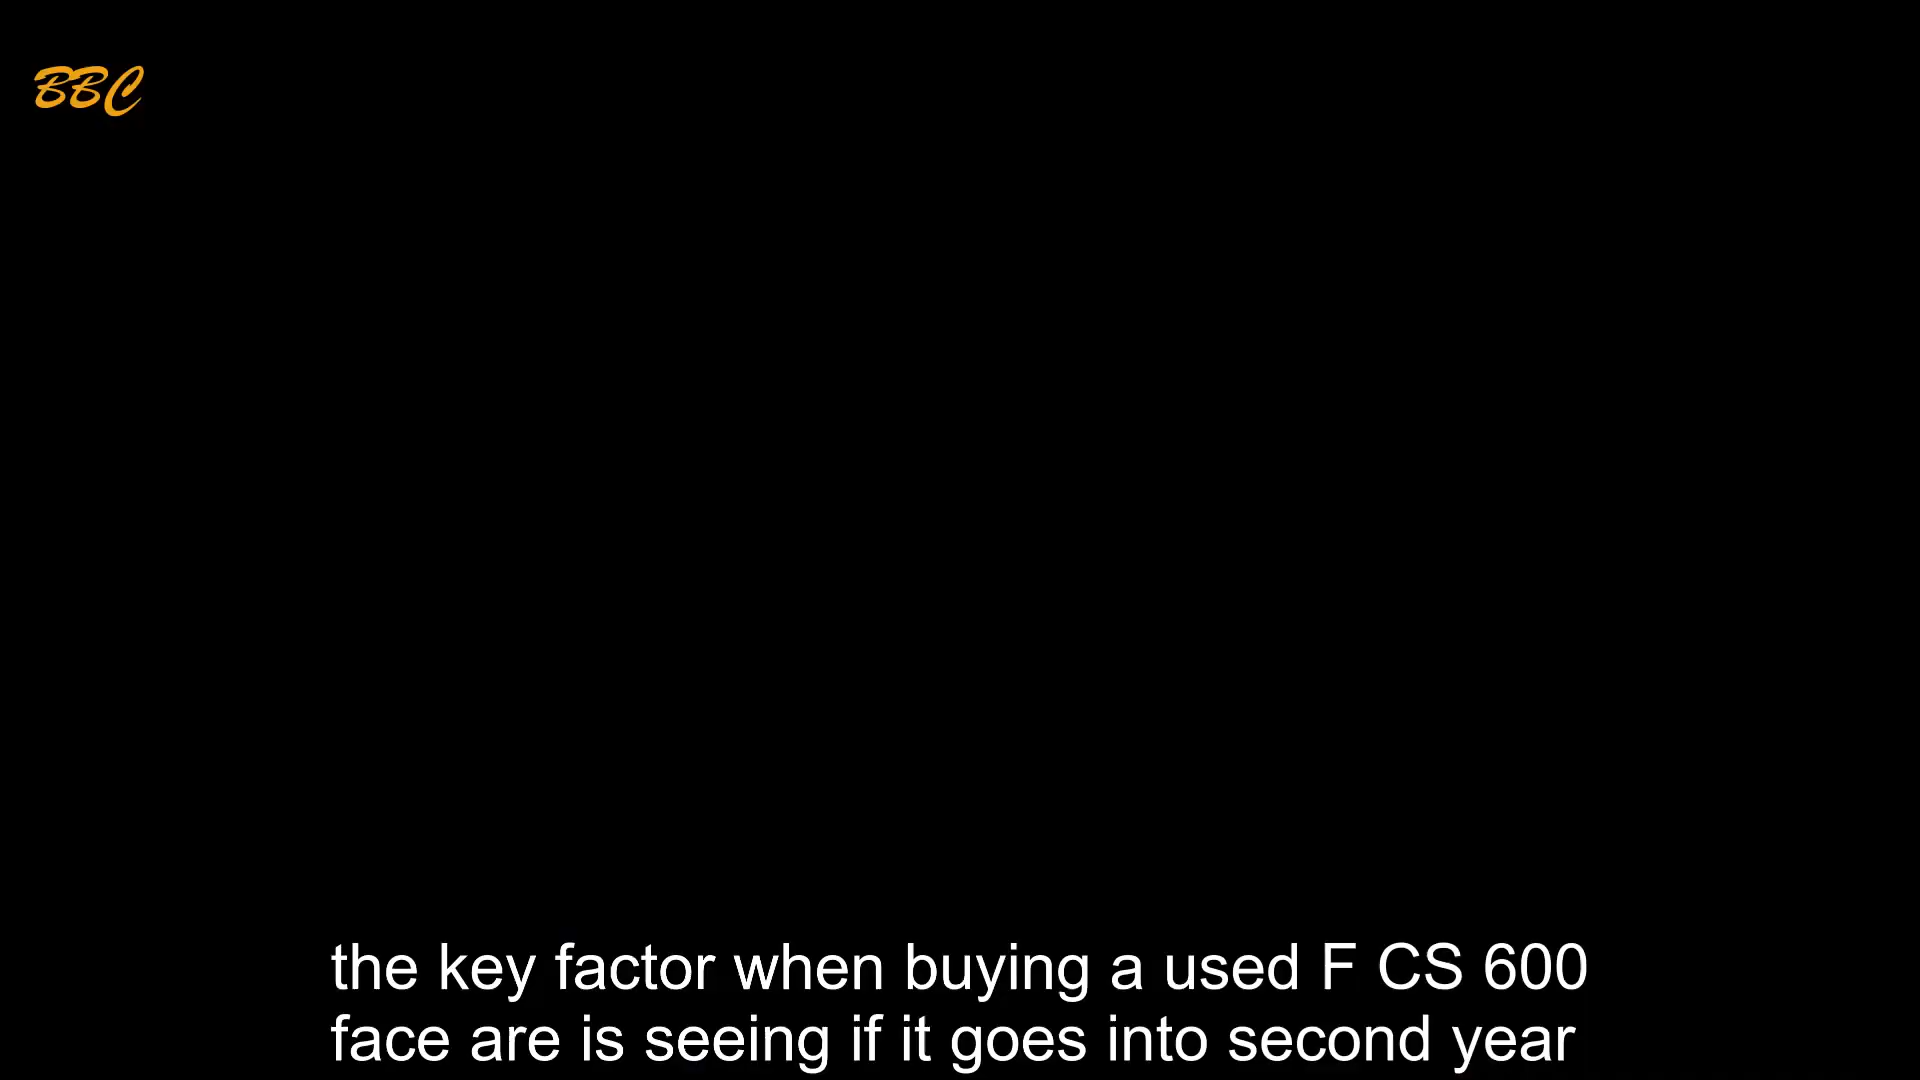 BBC
the key factor when buying a used F CS 600
face are is seeing if it goes into second year